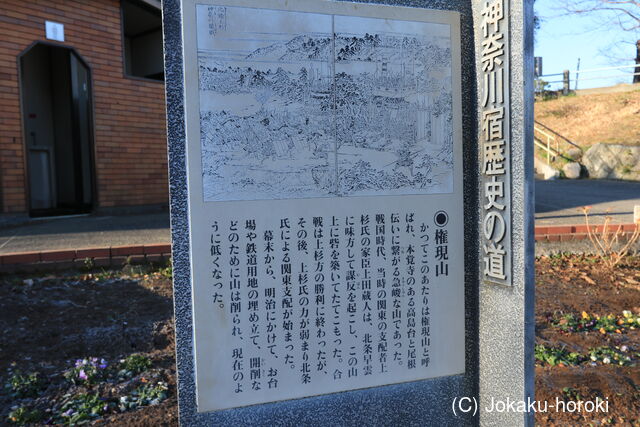 神奈川宿歴史の道
●権現山
かつてこのあたりは権現山と呼
ばれ、本覚寺のある高島台と尾根
伝いに繋がる急峻な山であった。
戦国時代、当時の関東の支配者上
杉氏の家臣上田蔵人は、北条早雲
に味方して謀反を起こし、この山
上に砦を築いてたてこもった。合
戦は上杉方の勝利に終わったが、
その後、上杉氏の力が弱まり北条
氏による関東支配が始まった。
幕末から、明治にかけて、お台
場や鉄道用地の埋め立て、開削な
どのために山は削られ、現在のよ
うに低くなった。
(C) Jokaku-horoki